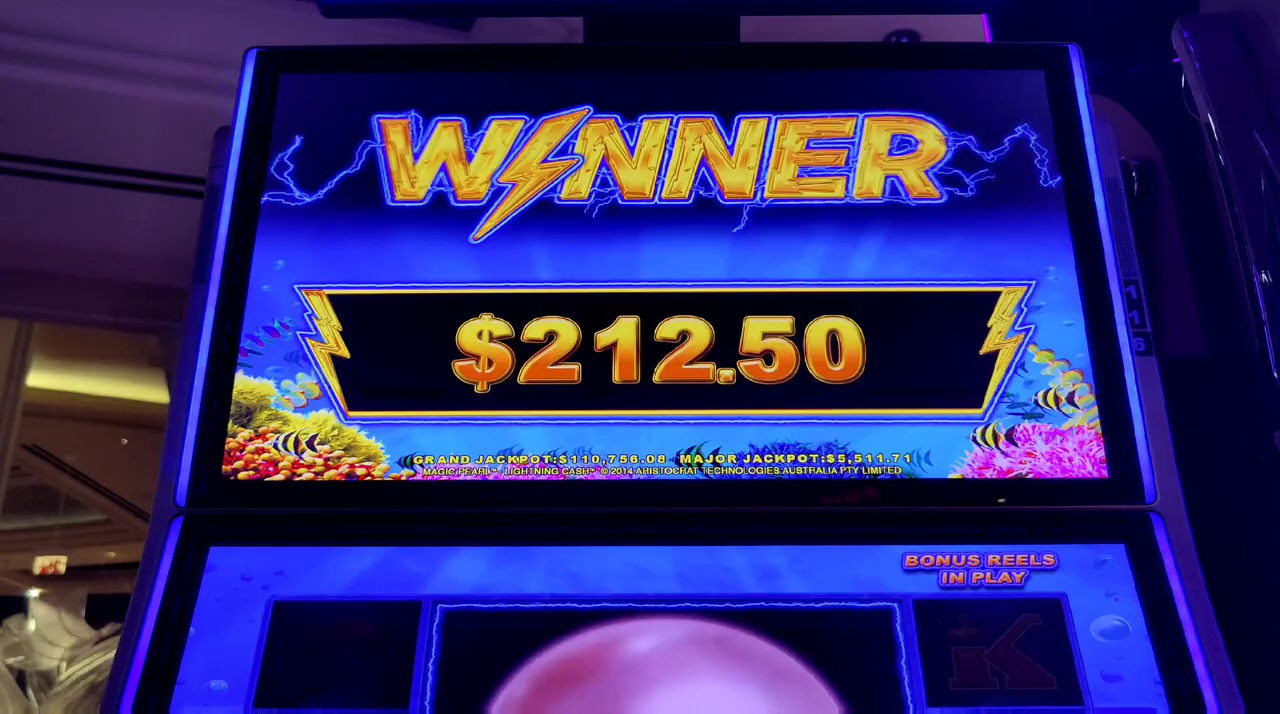 WINNER
$212.50
GRAND JACKPOT:$110,756.08 MAJOR JACKPOT:$5,511.71
MAGIC PEARL™ - LIGHTNING CASH™ © 2014 ARISTOCRAT TECHNOLOGIES AUSTRALIA PTY LIMITED
BONUS REELS
IN PLAY
K